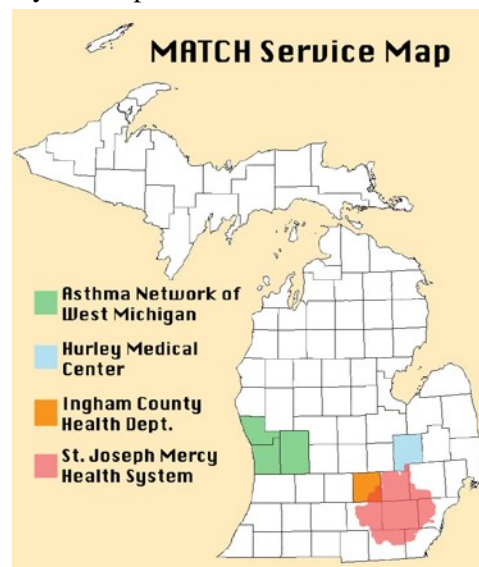 MATCH Service Map
Asthma Network of
West Michigan
Hurley Medical
Center
Ingham County
Health Dept.
St. Joseph Mercy
Health System